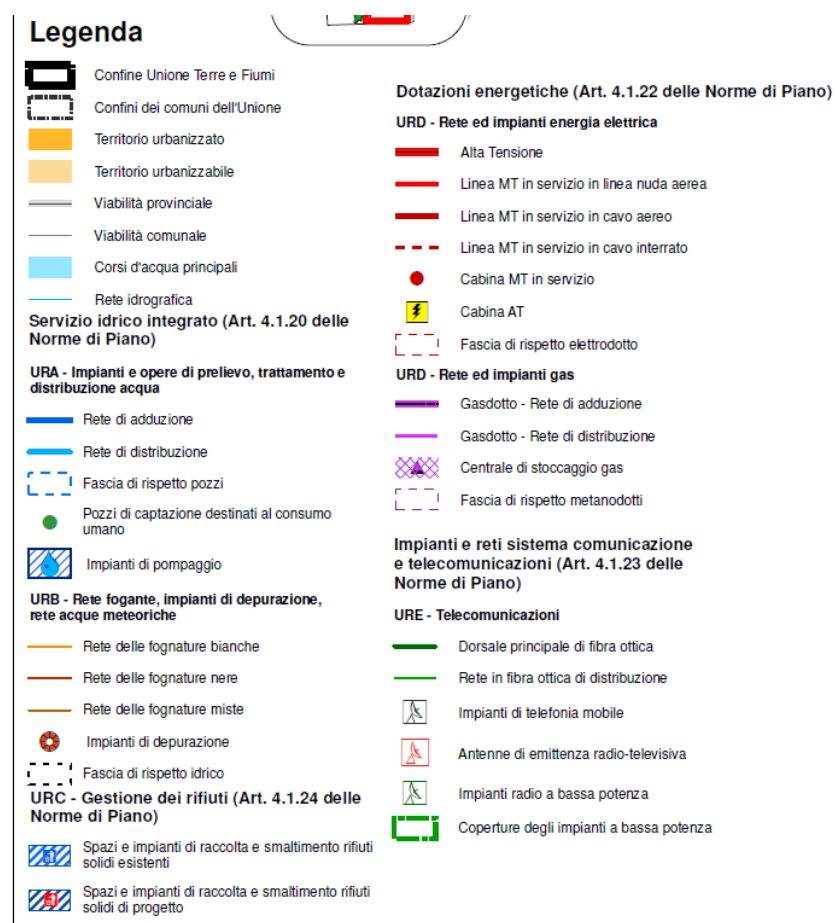 Legenda
Confine Unione Terre e Fiumi
Confini dei comuni dell'Unione
Territorio urbanizzato
Territorio urbanizzabile
Viabilità provinciale
Viabilità comunale
Corsi d'acqua principali
Rete idrografica
Servizio idrico integrato (Art. 4.1.20 delle
Norme di Piano)
URA - Impianti e opere di prelievo, trattamento e
distribuzione acqua
Rete di adduzione
Rete di distribuzione
Fascia di rispetto pozzi
Pozzi di captazione destinati al consumo
umano
Impianti di pompaggio
URB - Rete fogante, impianti di depurazione,
rete acque meteoriche
Rete delle fognature bianche
Rete delle fognature nere
Rete delle fognature miste
Impianti di depurazione
Fascia di rispetto idrico
URC - Gestione dei rifiuti (Art. 4.1.24 delle
Norme di Piano)
Spazi e impianti di raccolta e smaltimento rifiuti
solidi esistenti
Spazi e impianti di raccolta e smaltimento rifiuti
solidi di progetto
Dotazioni energetiche (Art. 4.1.22 delle Norme di Piano)
URD - Rete ed impianti energia elettrica
Alta Tensione
Linea MT in servizio in linea nuda aerea
Linea MT in servizio in cavo aereo
Linea MT in servizio in cavo interrato
Cabina MT in servizio
Cabina AT
Fascia di rispetto elettrodotto
URD - Rete ed impianti gas
Gasdotto - Rete di adduzione
Gasdotto - Rete di distribuzione
Centrale di stoccaggio gas
Fascia di rispetto metanodotti
Impianti e reti sistema comunicazione
e telecomunicazioni (Art. 4.1.23 delle
Norme di Piano)
URE - Telecomunicazioni
Dorsale principale di fibra ottica
Rete in fibra ottica di distribuzione
Impianti di telefonia mobile
Antenne di emittenza radio-televisiva
Impianti radio a bassa potenza
Coperture degli impianti a bassa potenza